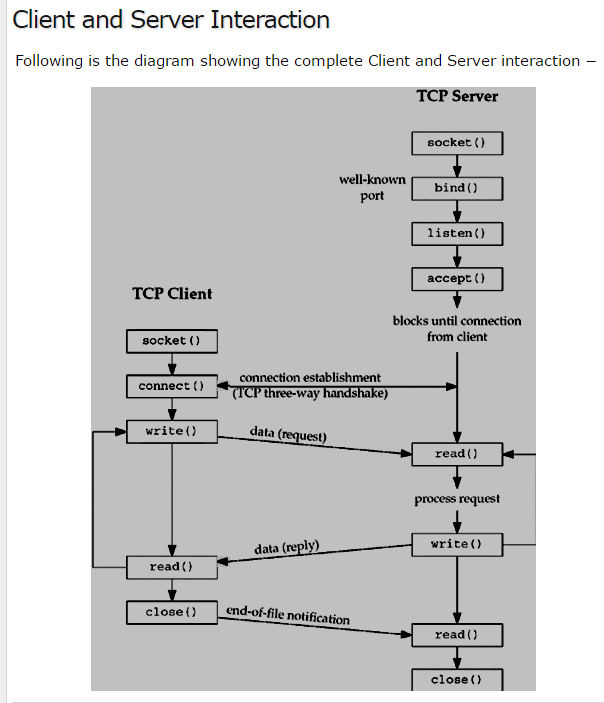 Client and Server Interaction
Following is the diagram showing the complete Client and Server interaction −
TCP Server
socket()
well-known
port
bind()
listen()
accept()
TCP Client
blocks until connection
from client
socket()
connect()
connection establishment
(TCP three-way handshake)
write()
data (request)
read()
process request
data (reply)
write()
read()
close()
end-of-file notification
read()
close()